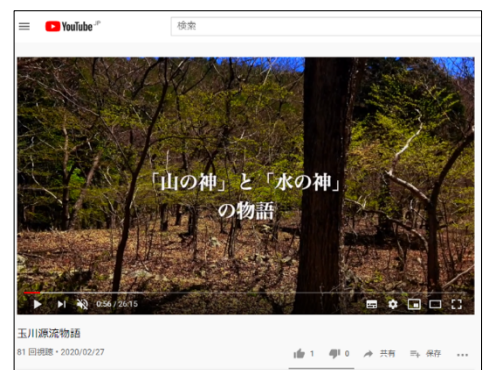 YouTube JP
検索
「山の神」と「水の神」
の物語
0:56 / 26:15
玉川源流物語
81 回視聴・2020/02/27
1
0
共有
保存